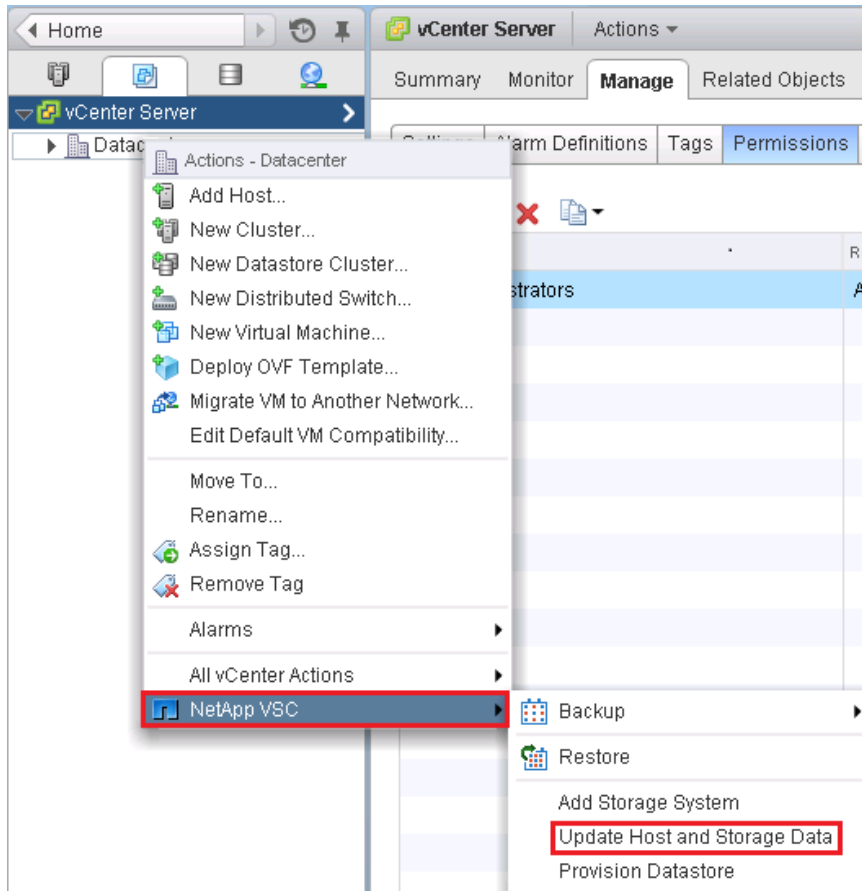 Home
vCenter Server Actions
Summary Monitor Manage Related Objects
vCenter Server
Alarm Definitions Tags Permissions
Actions - Datacenter
Add Host...
New Cluster...
New Datastore Cluster...
R
New Distributed Switch...
strators A
New Virtual Machine...
Deploy OVF Template...
Migrate VM to Another Network...
Edit Default VM Compatibility...
Move To...
Rename...
Assign Tag...
Remove Tag
Alarms
All vCenter Actions
NetApp VSC
Backup
Restore
Add Storage System
Update Host and Storage Data
Provision Datastore